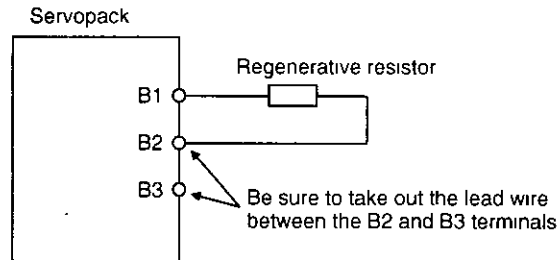 Servopack
Regenerative resistor
B1
B2
B3
Be sure to take out the lead wire
between the B2 and B3 terminals